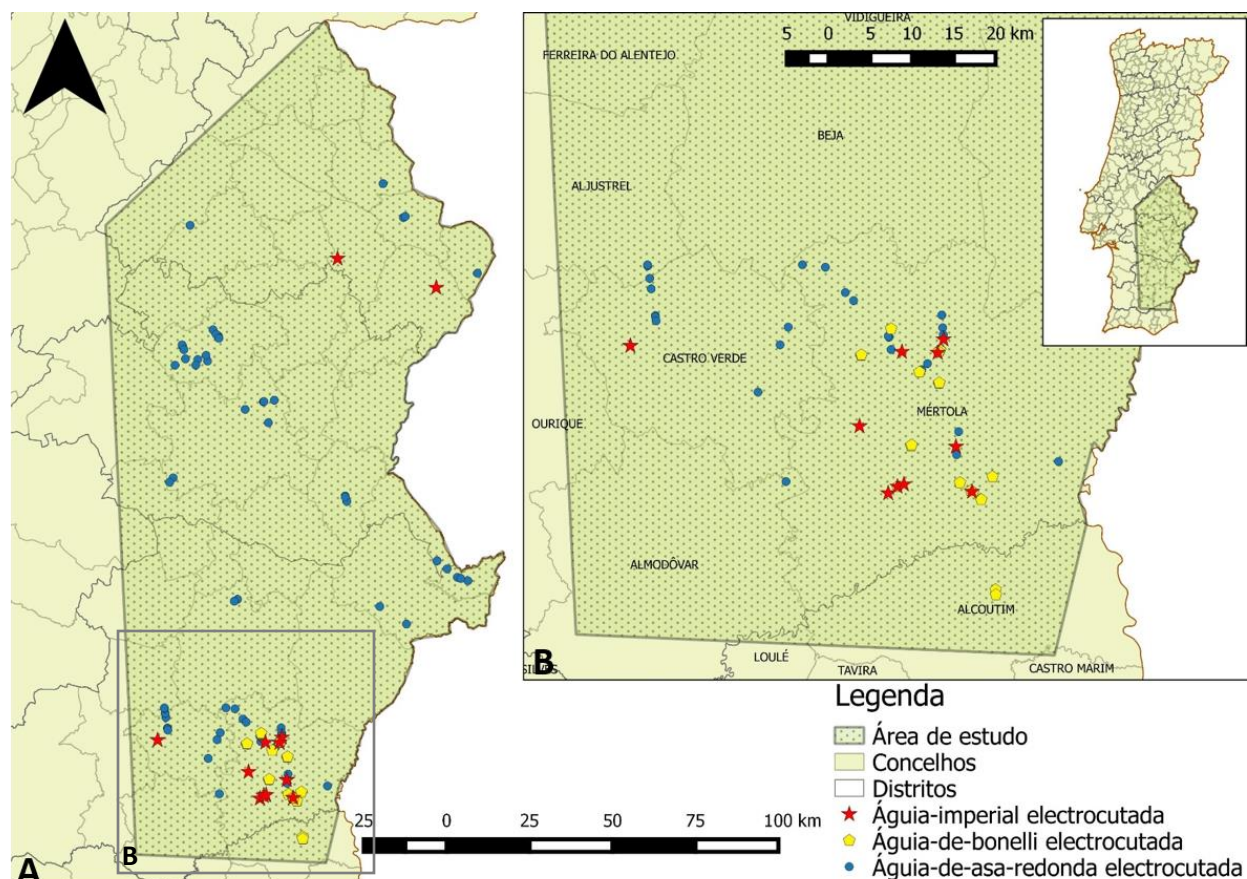 A
B
25 0 25 50 75 100 km
VIDIGUEIRA
5 0 5 10 15 20 km
FERREIRA DO ALENTEJO
BEJA
ALJUSTREL
CASTRO VERDE
OURIQUE
MÉRTOLA
ALMODÔVAR
ALCOUTIM
B
SILVES
LOULÉ
TAVIRA
CASTRO MARIM
Legenda
Área de estudo
Concelhos
Distritos
Águia-imperial electrocutada
Águia-de-bonelli electrocutada
Águia-de-asa-redonda electrocutada